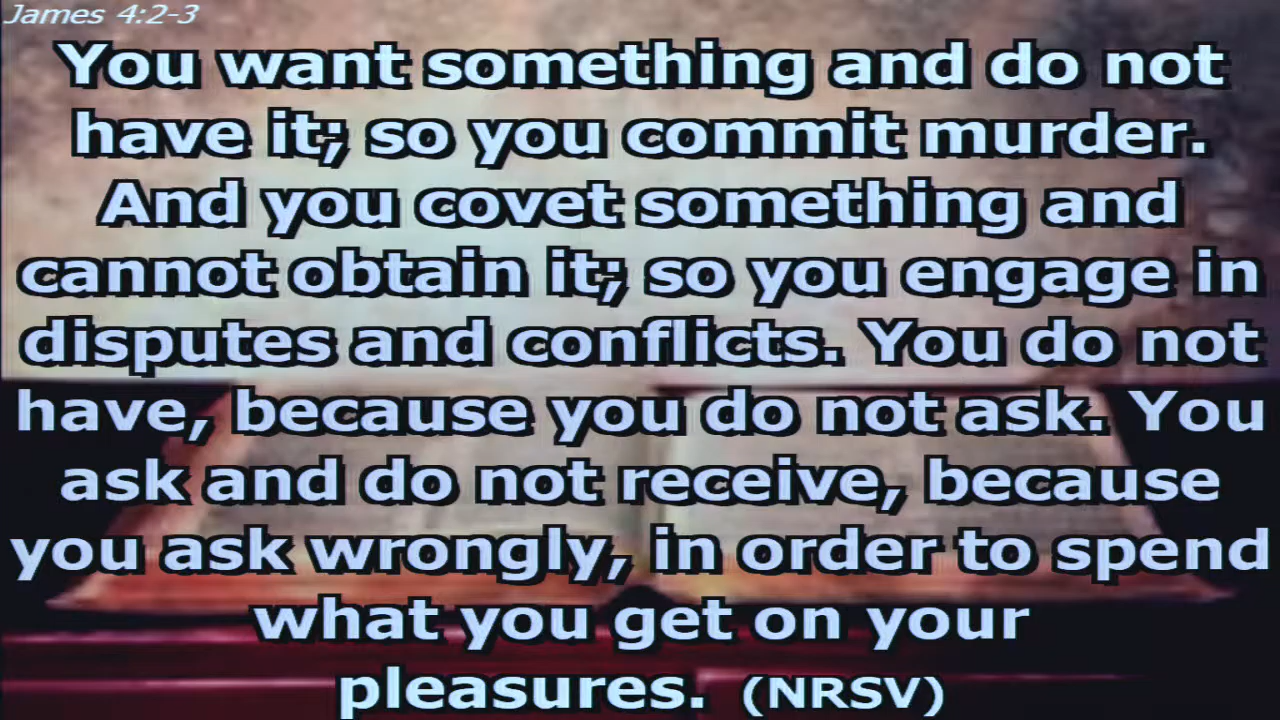 James 4:2-3
You want something and do not
have it; so you commit murder.
And you covet something and
cannot obtain it; so you engage in
disputes and conflicts. You do not
have, because you do not ask. You
ask and do not receive, because
you ask wrongly, in order to spend
what you get on your
pleasures. (NRSV)